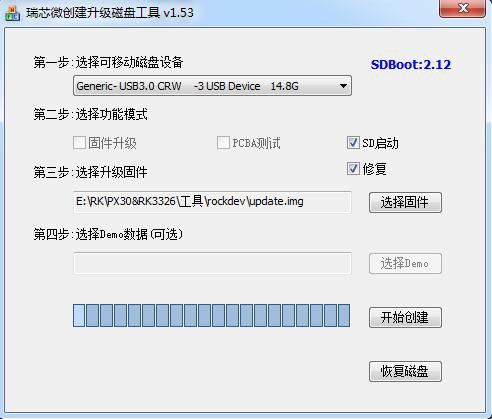 瑞芯微创建升级磁盘工具 v1.53
第一步:选择可移动磁盘设备
SDBoot:2.12
Generic- USB3.0 CRW -3 USB Device 14.8G
第二步:选择功能模式
固件升级 PCBA测试 SD启动
修复
第三步:选择升级固件
E:\RK\PX30&RK3326\工具\rockdev\update.img 选择固件
第四步:选择Demo数据(可选)
选择Demo
开始创建
恢复磁盘